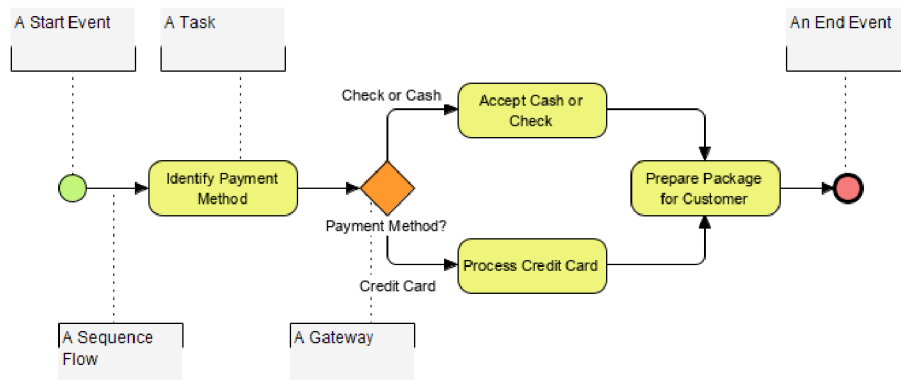 A Start Event
A Task
An End Event
Check or Cash
Accept Cash or
Check
Identify Payment
Method
Prepare Package
for Customer
Payment Method?
Process Credit Card
Credit Card
A Sequence
Flow
A Gateway